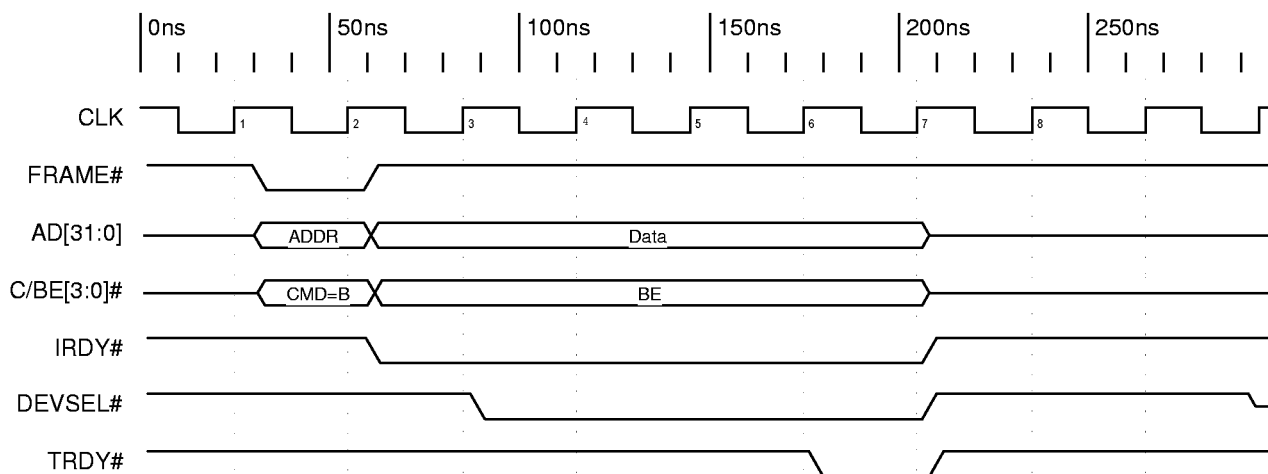 0ns 50ns 100ns 150ns 200ns 250ns
CLK 1 2 3 4 5 6 7 8
FRAME#
AD[31:0] ADDR Data
C/BE[3:0]# CMD=B BE
IRDY#
DEVSEL#
TRDY#